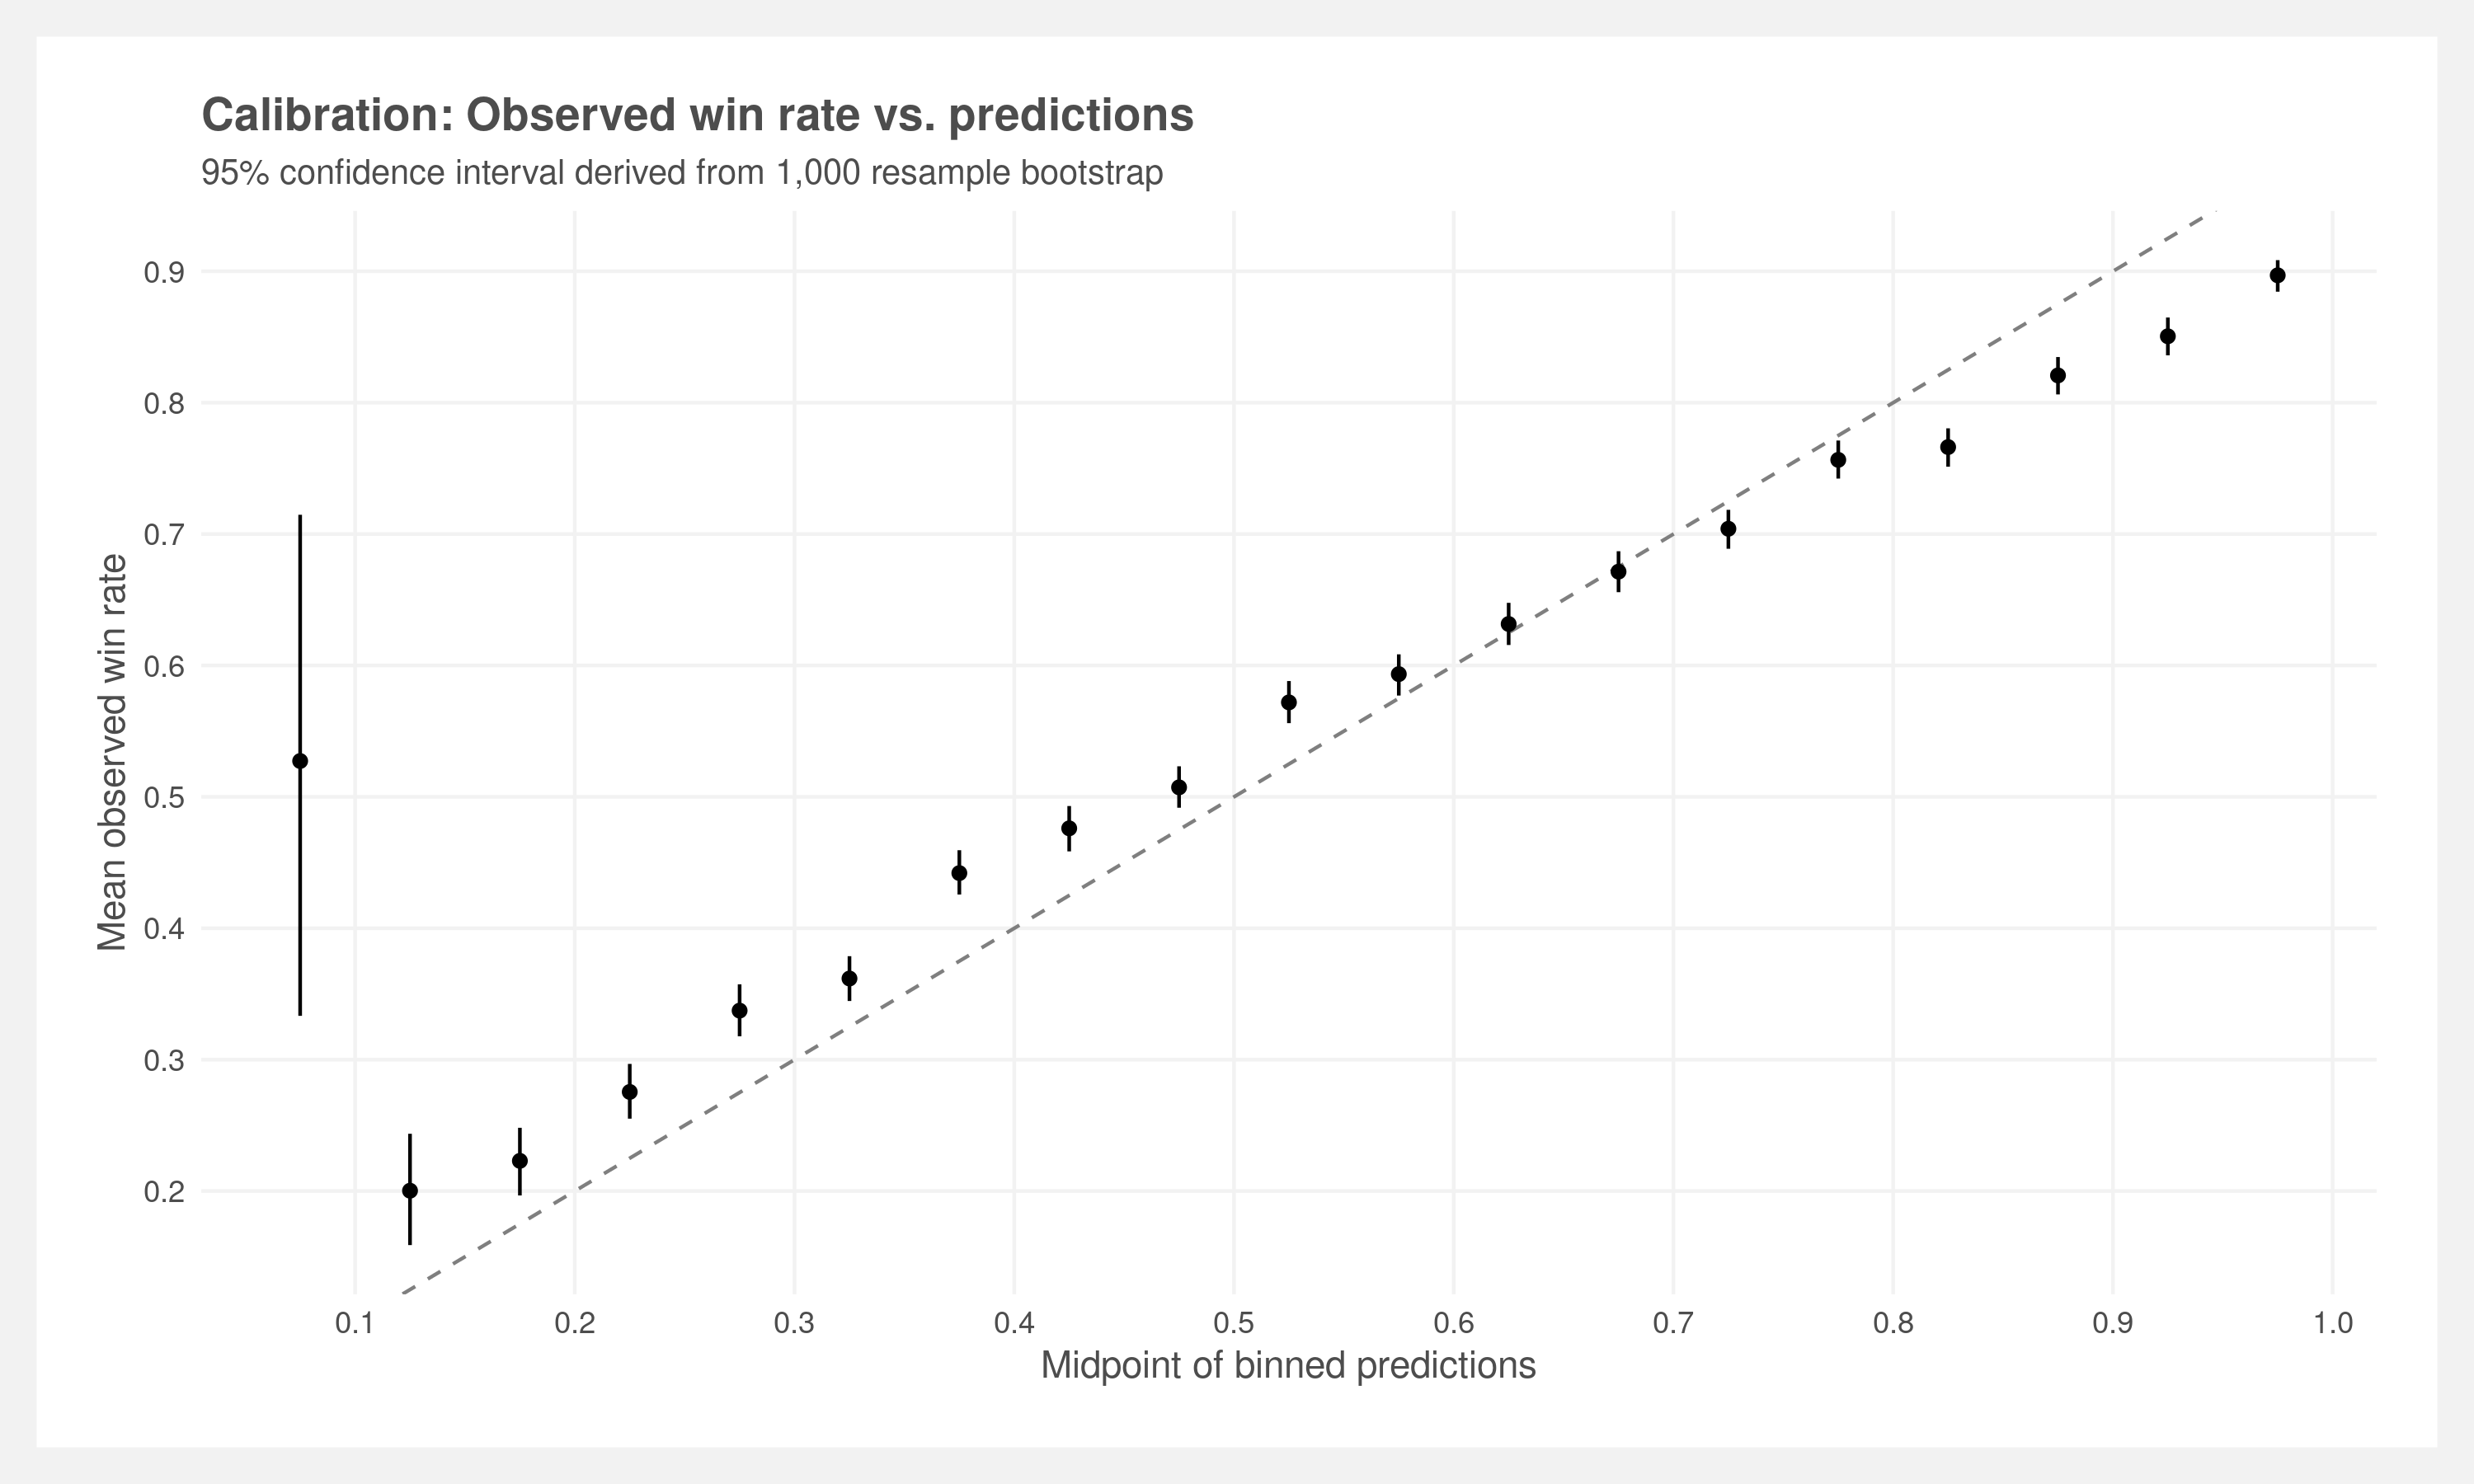 Calibration: Observed win rate vs. predictions
95% confidence interval derived from 1,000 resample bootstrap
Mean observed win rate
0.9
0.8
0.7
0.6
0.5
0.4
0.3
0.2
0.1 0.2 0.3 0.4 0.5 0.6 0.7 0.8 0.9 1.0
Midpoint of binned predictions